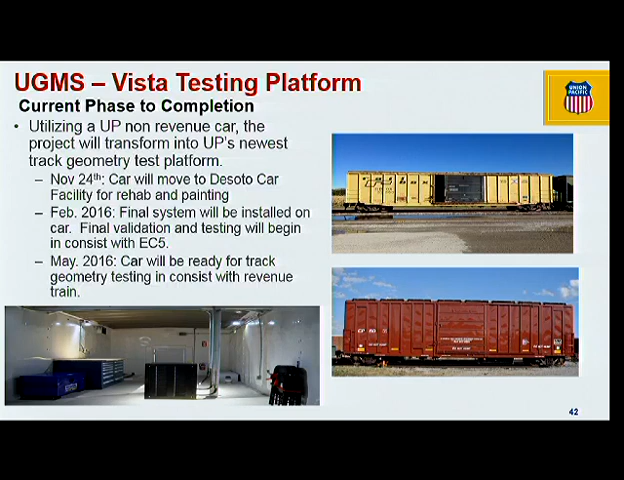 UGMS – Vista Testing Platform
Current Phase to Completion
UNION
PACIFIC
• Utilizing a UP non revenue car, the
project will transform into UP's newest
track geometry test platform.
– Nov 24th: Car will move to Desoto Car
Facility for rehab and painting
– Feb. 2016: Final system will be installed on
car. Final validation and testing will begin
in consist with EC5.
– May. 2016: Car will be ready for track
geometry testing in consist with revenue
train.
42